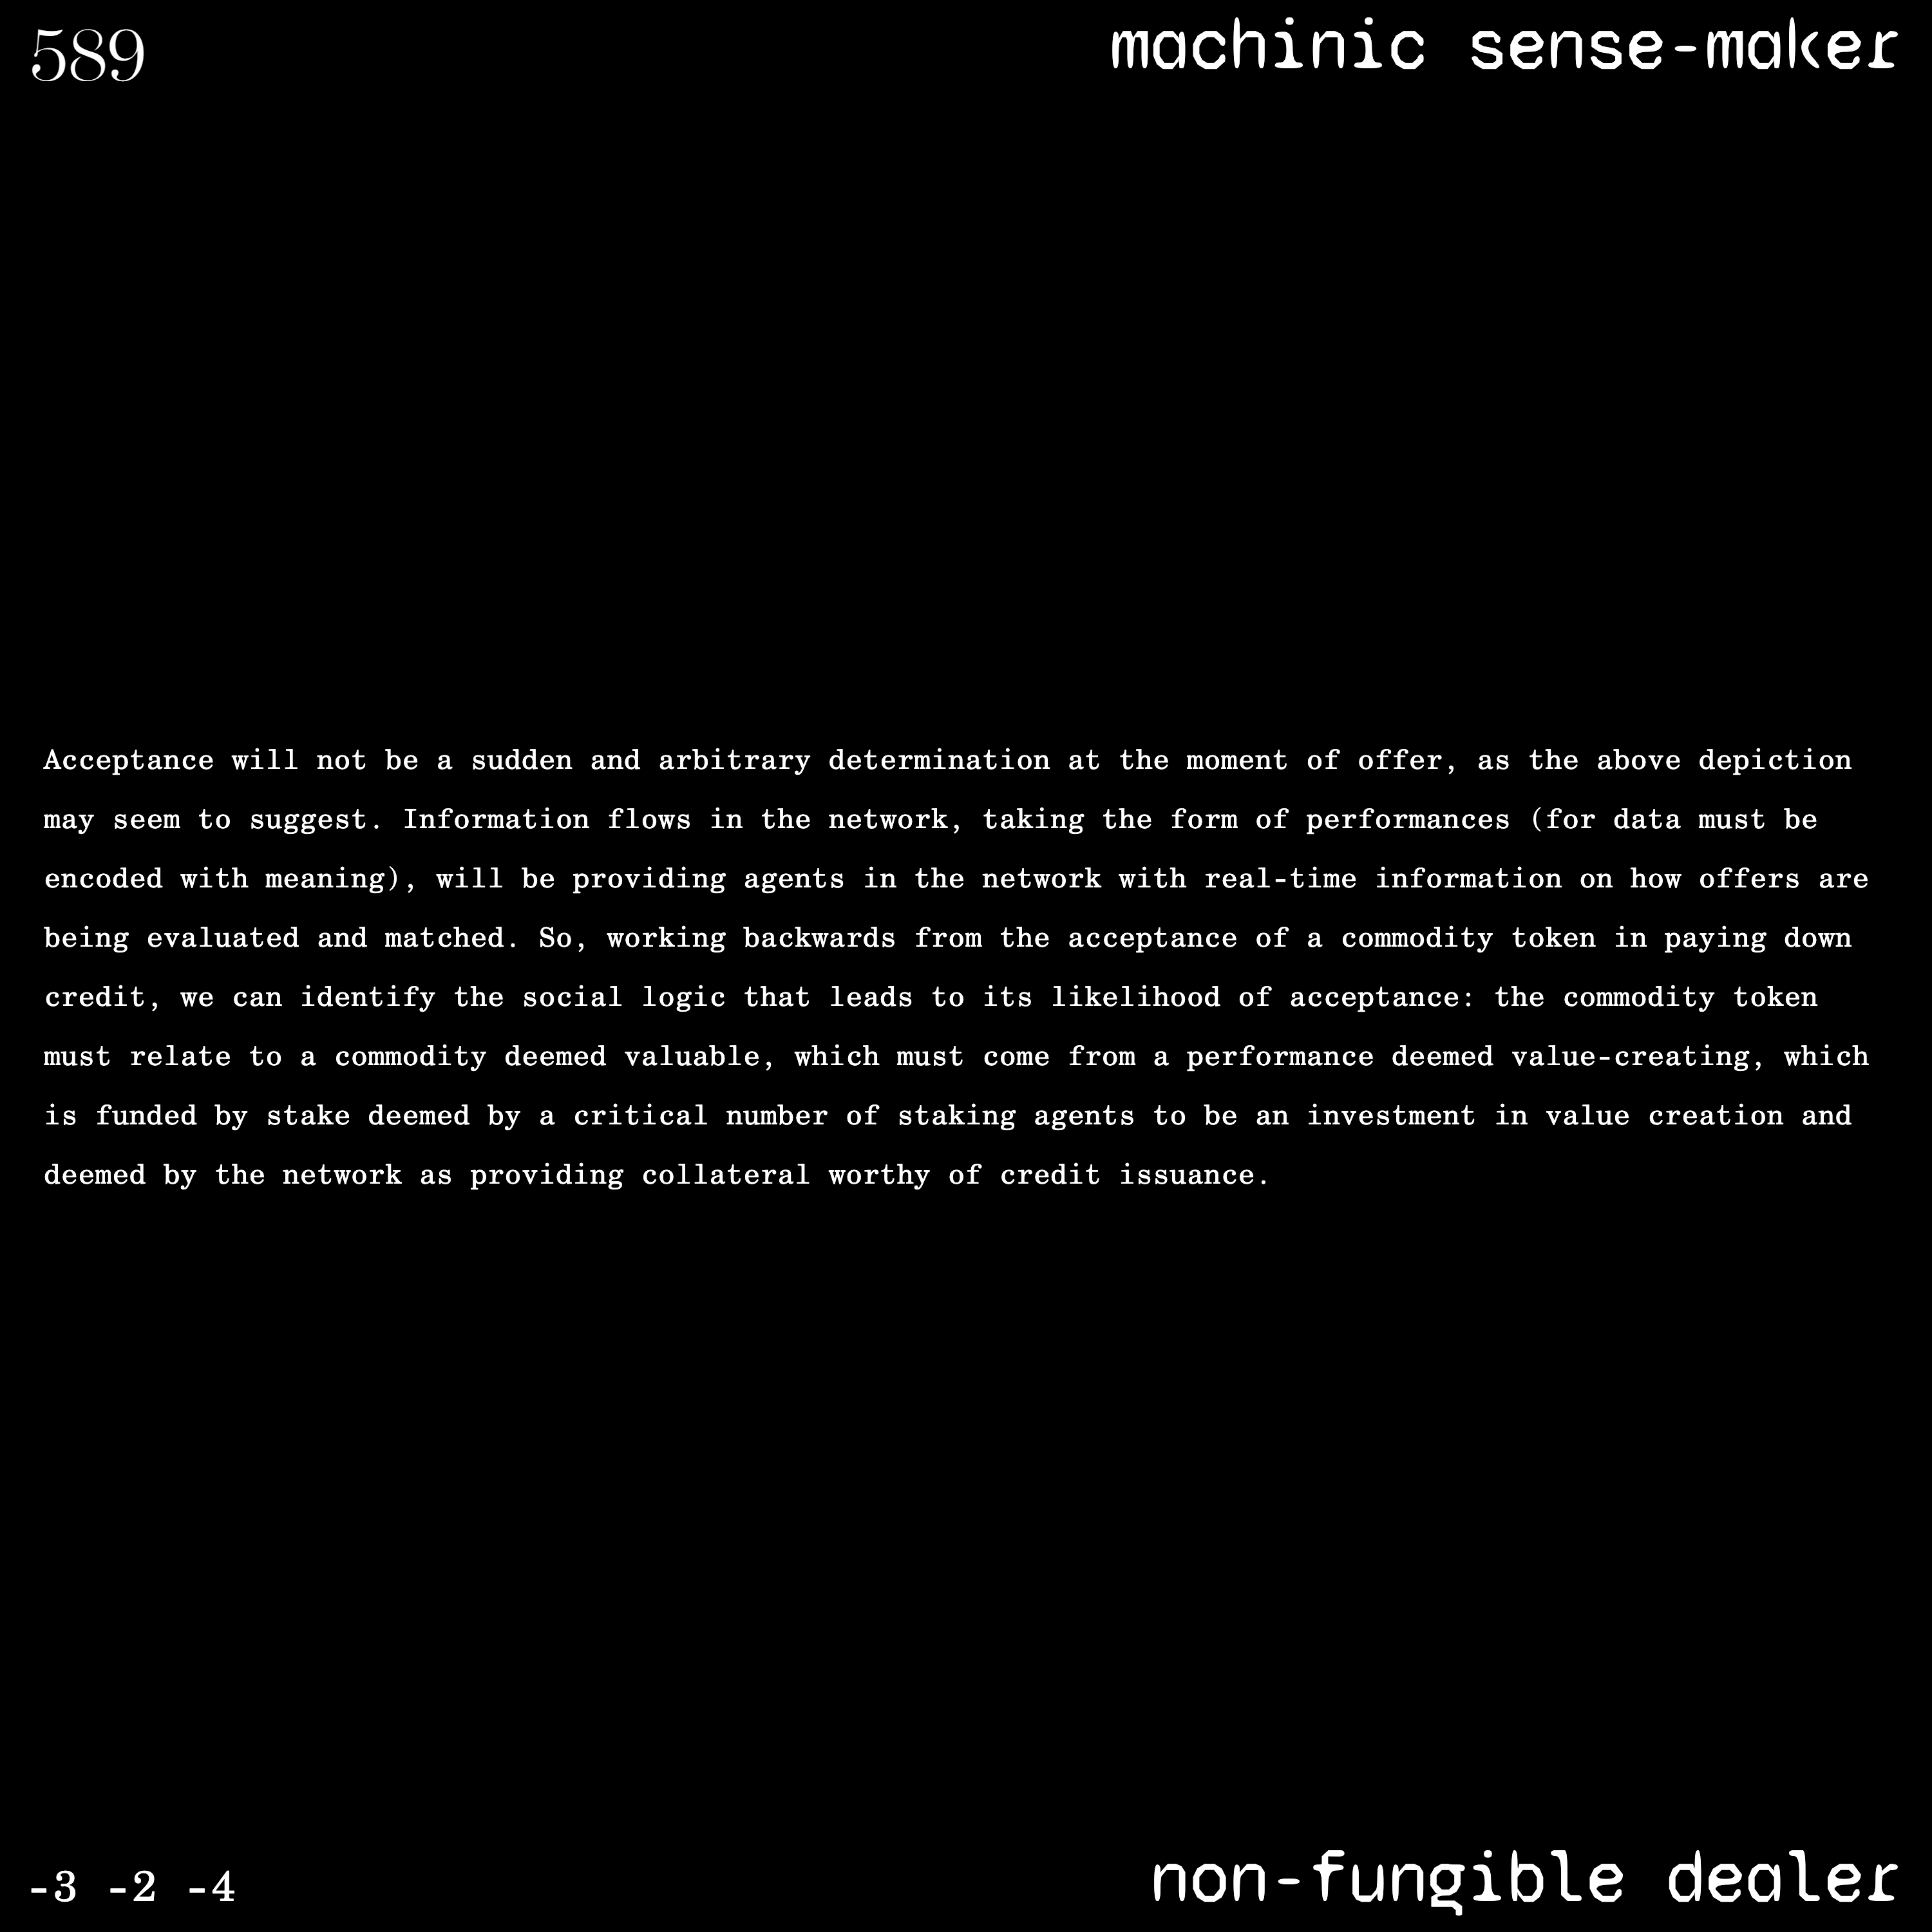 589
machinic sense-maker
Acceptance will not be a sudden and arbitrary determination at the moment of offer, as the above depiction
may seem to suggest. Information flows in the network, taking the form of performances (for data must be
encoded with meaning), will be providing agents in the network with real-time information on how offers are
being evaluated and matched. So, working backwards from the acceptance of a commodity token in paying down
credit, we can identify the social logic that leads to its likelihood of acceptance: the commodity token
must relate to a commodity deemed valuable, which must come from a performance deemed value-creating, which
is funded by stake deemed by a critical number of staking agents to be an investment in value creation and
deemed by the network as providing collateral worthy of credit issuance.
-3 -2 -4
non-fungible dealer